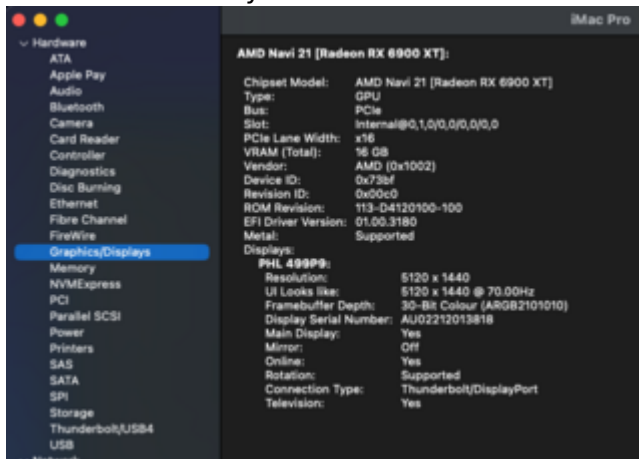 iMac Pro
Hardware
ATA
Apple Pay
Audio
Bluetooth
Camera
Card Reader
Controller
Diagnostics
Disc Burning
Ethernet
Fibre Channel
FireWire
Graphics/Displays
Memory
NVMExpress
PCI
Parallel SCSI
Power
Printers
SAS
SATA
SPI
Storage
Thunderbolt/USB4
USB
AMD Navi 21 [Radeon RX 6900 XT]:
Chipset Model: AMD Navi 21 [Radeon RX 6900 XT]
Type: GPU
Bus: PCIe
Slot: Internal@0,1,0/0,0/0,0/0,0
PCIe Lane Width: x16
VRAM (Total): 16 GB
Vendor: AMD (0x1002)
Device ID: 0x73bf
Revision ID: 0x00c0
ROM Revision: 113-D4120100-100
EFI Driver Version: 01.00.3180
Metal: Supported
Displays:
PHL 499P9:
Resolution: 5120 x 1440
UI Looks like: 5120 x 1440 @ 70.00Hz
Framebuffer Depth: 30-Bit Colour (ARGB2101010)
Display Serial Number: AU02212013818
Main Display: Yes
Mirror: Off
Online: Yes
Rotation: Supported
Connection Type: Thunderbolt/DisplayPort
Television: Yes